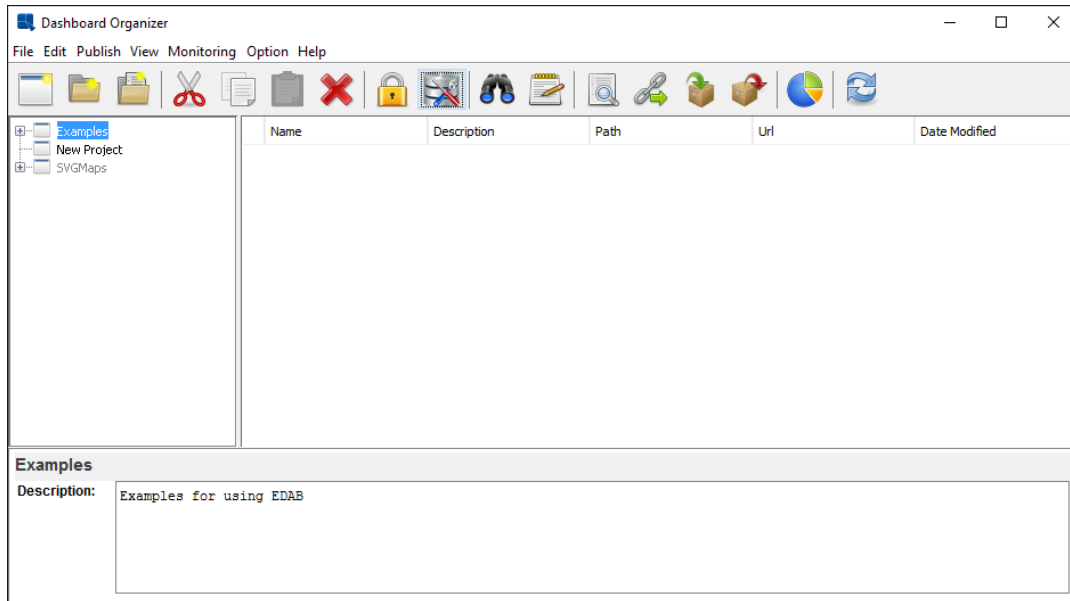 Dashboard Organizer
File Edit Publish View Monitoring Option Help
Examples
New Project
SVGMaps
Name Description Path Url Date Modified
Examples
Description:
Examples for using EDAB